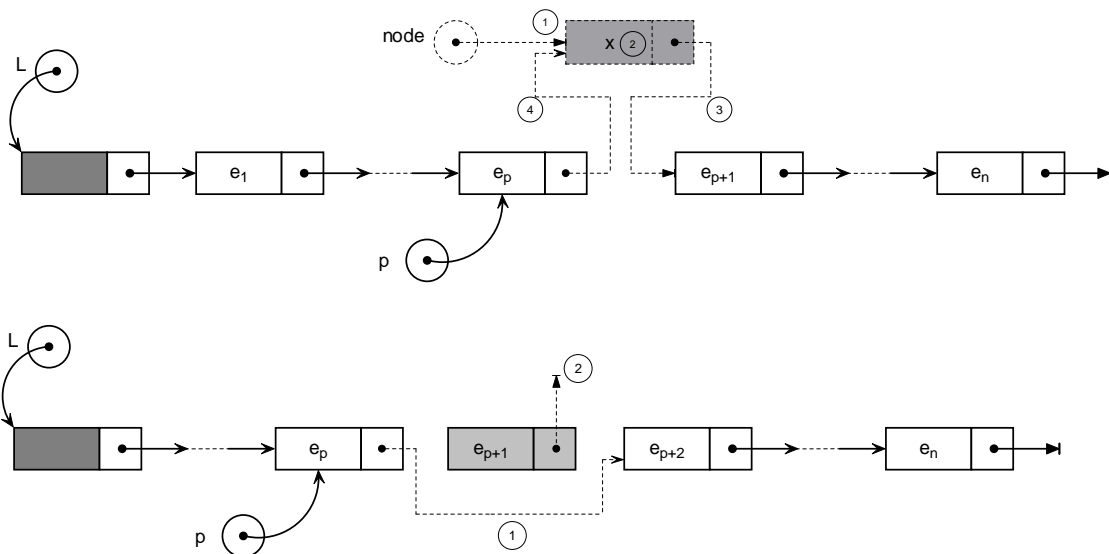 node ① x ②
L
④ ③
e₁ eₚ eₚ₊₁ eₙ
p
L
②
eₚ eₚ₊₁ eₚ₊₂ eₙ
p ①